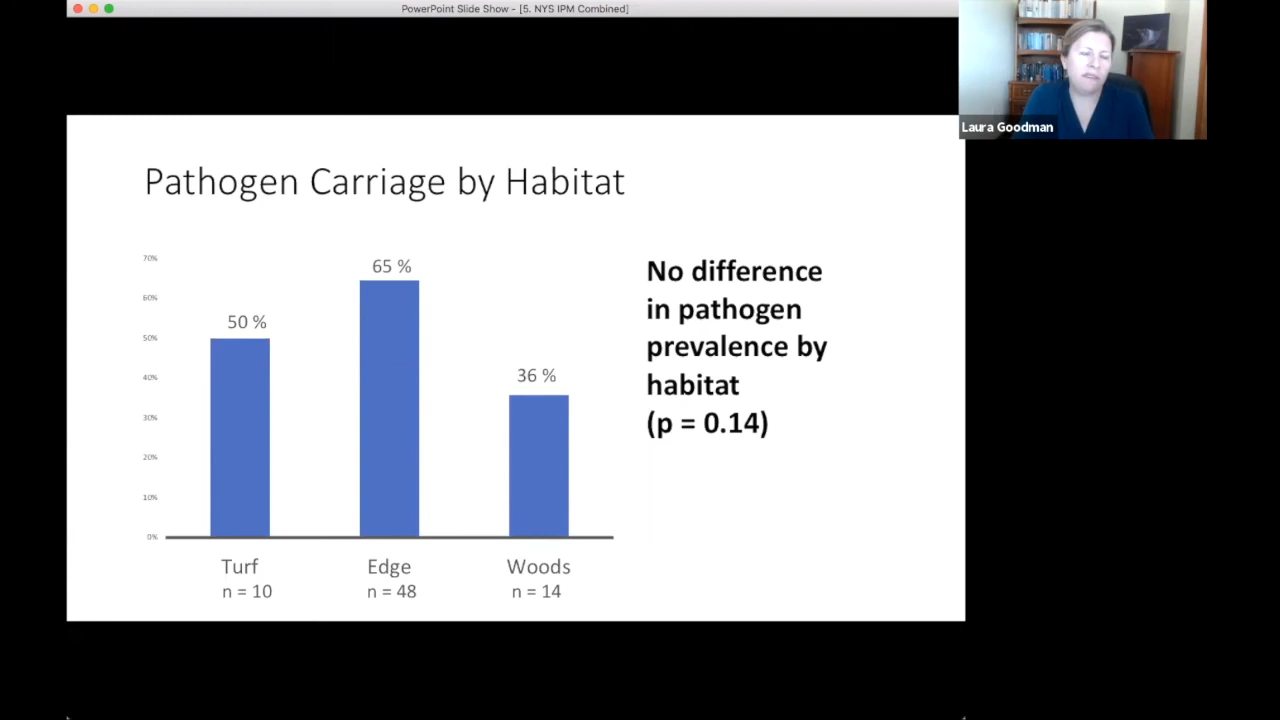 PowerPoint Slide Show - [5. NYS IPM Combined]
Laura Goodman
Pathogen Carriage by Habitat
70%
60%
50%
40%
30%
20%
10%
0%
50 %
65 %
36 %
Turf
n = 10
Edge
n = 48
Woods
n = 14
No difference
in pathogen
prevalence by
habitat
(p = 0.14)